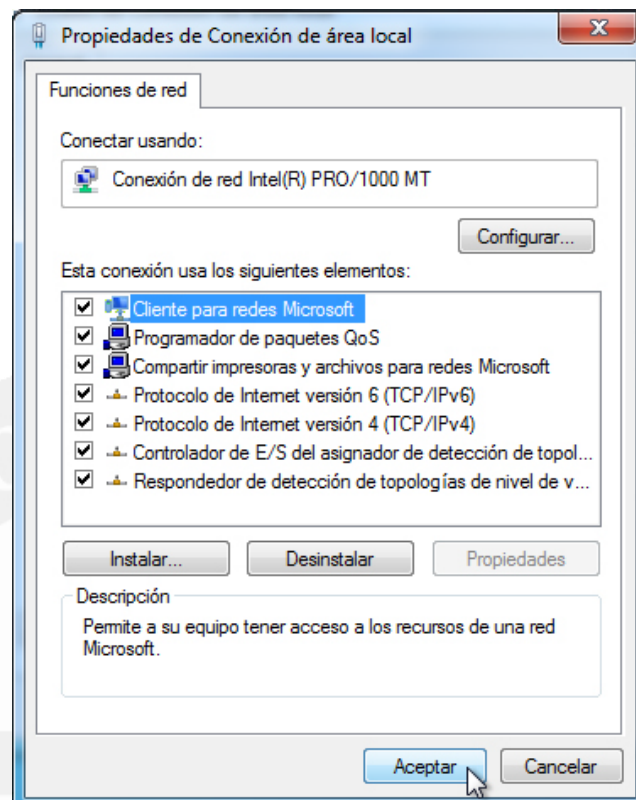 Propiedades de Conexión de área local
Funciones de red
Conectar usando:
Conexión de red Intel(R) PRO/1000 MT
Configurar...
Esta conexión usa los siguientes elementos:
Cliente para redes Microsoft
Programador de paquetes QoS
Compartir impresoras y archivos para redes Microsoft
Protocolo de Internet versión 6 (TCP/IPv6)
Protocolo de Internet versión 4 (TCP/IPv4)
Controlador de E/S del asignador de detección de topol...
Respondedor de detección de topologías de nivel de v...
Instalar... Desinstalar Propiedades
Descripción
Permite a su equipo tener acceso a los recursos de una red
Microsoft.
Aceptar Cancelar